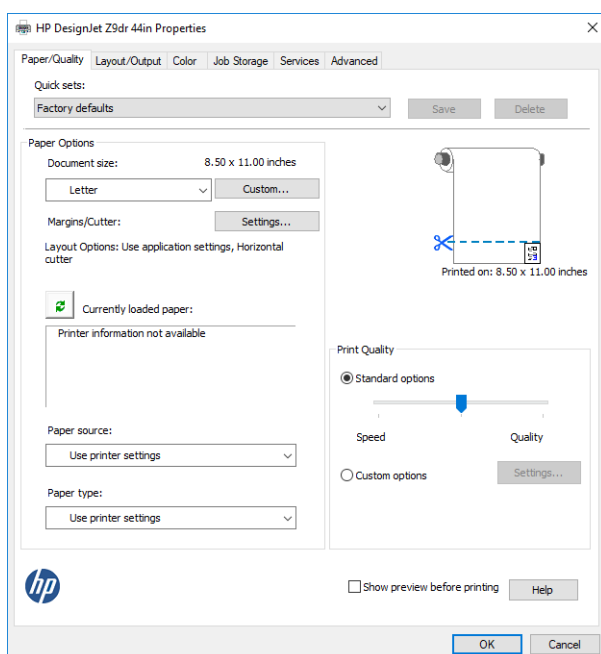 HP DesignJet Z9dr 44in Properties
Paper/Quality Layout/Output Color Job Storage Services Advanced
Quick sets:
Factory defaults Save Delete
Paper Options
Document size: 8.50 x 11.00 inches
Letter Custom...
Margins/Cutter: Settings...
Layout Options: Use application settings, Horizontal
cutter
Printed on: 8.50 x 11.00 inches
Currently loaded paper:
Printer information not available
Print Quality
Standard options
Speed Quality
Custom options Settings...
Paper source:
Use printer settings
Paper type:
Use printer settings
hp
Show preview before printing Help
OK Cancel